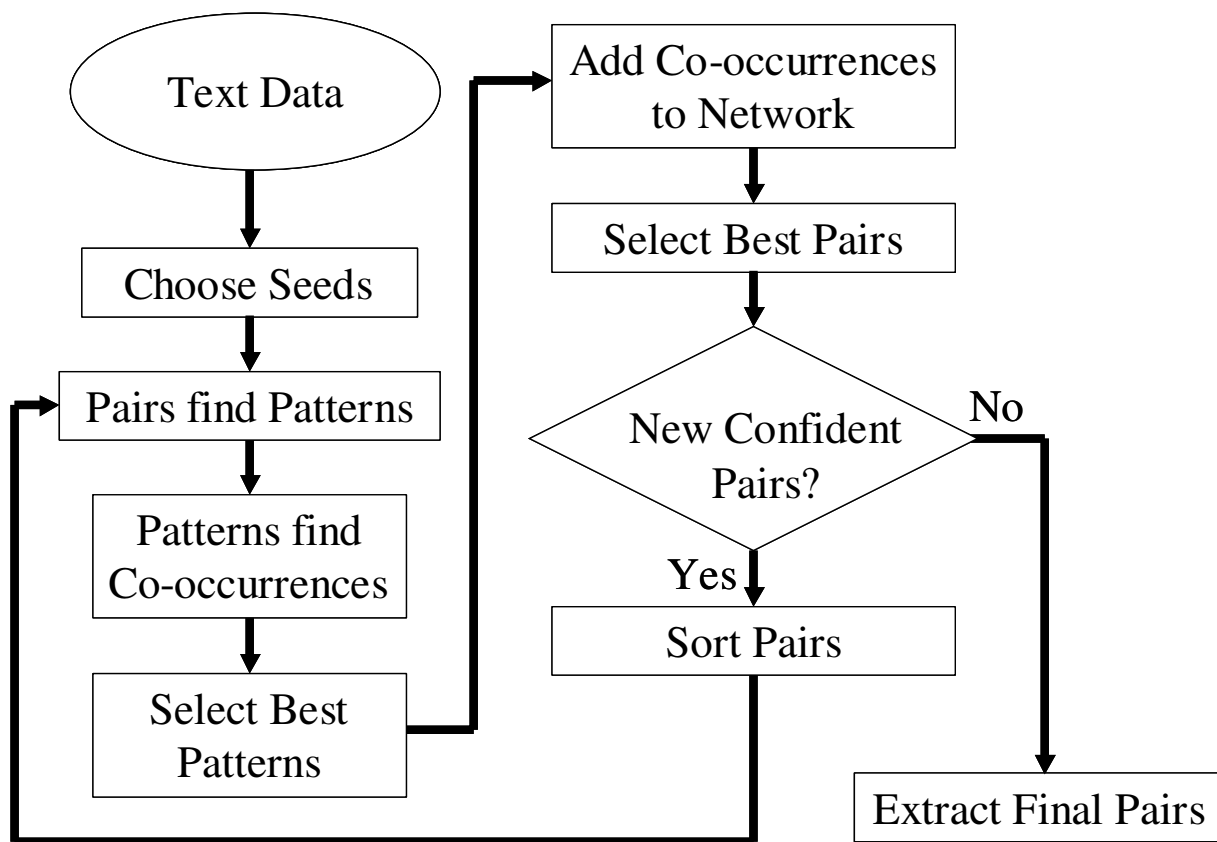 Text Data
Choose Seeds
Pairs find Patterns
Patterns find
Co-occurrences
Select Best
Patterns
Add Co-occurrences
to Network
Select Best Pairs
New Confident
Pairs?
No
Yes
Sort Pairs
Extract Final Pairs